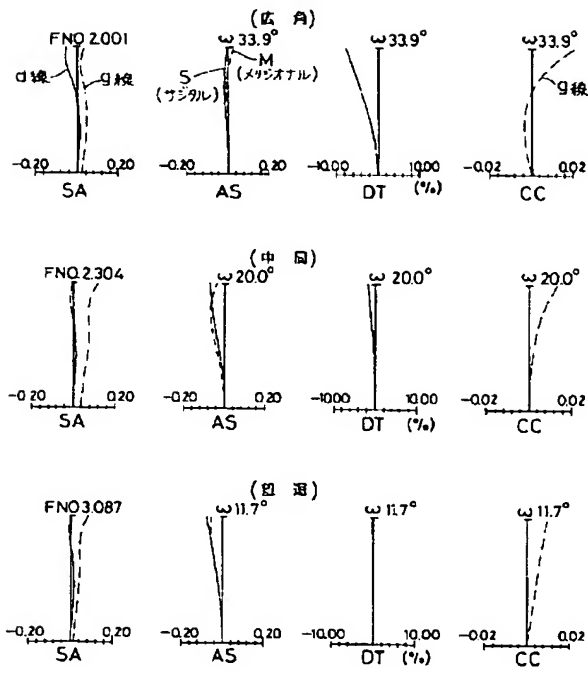 (広角)
FNO 2.001 ω 33.9° ω 33.9° ω 33.9°
d線 g線 S (サジタル) M (メリジオナル) g線
-0.20 0.20 -0.20 0.20 -10.00 10.00 -0.02 0.02
SA AS DT (%) CC
(中間)
FNO 2.304 ω 20.0° ω 20.0° ω 20.0°
-0.20 0.20 -0.20 0.20 -10.00 10.00 -0.02 0.02
SA AS DT (%) CC
(望遠)
FNO 3.087 ω 11.7° ω 11.7° ω 11.7°
-0.20 0.20 -0.20 0.20 -10.00 10.00 -0.02 0.02
SA AS DT (%) CC